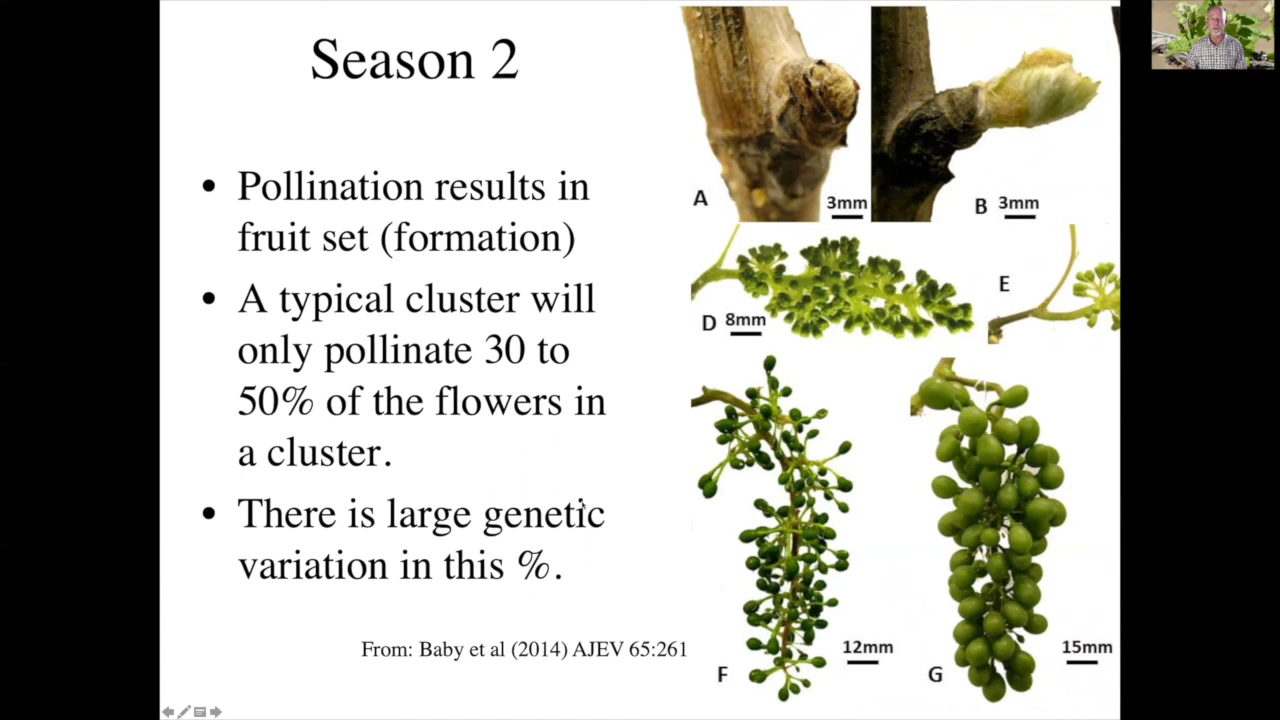 Season 2
• Pollination results in
fruit set (formation)
• A typical cluster will
only pollinate 30 to
50% of the flowers in
a cluster.
• There is large genetic
variation in this %.
From: Baby et al (2014) AJEV 65:261
A 3mm
B 3mm
D 8mm
E
F 12mm
G 15mm